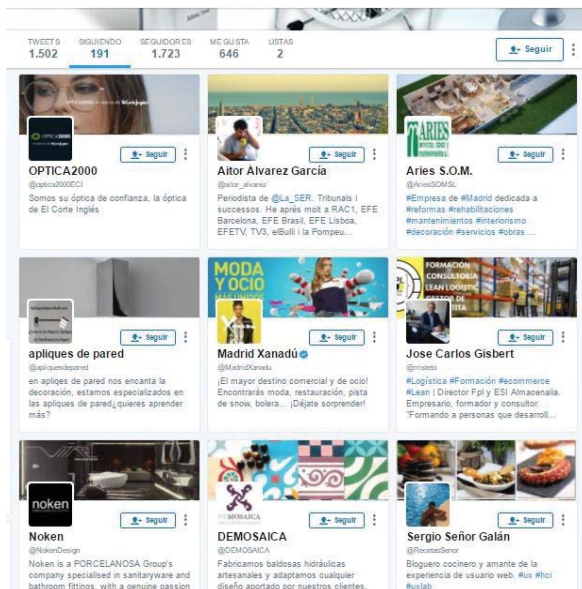 TWEETS SIGUIENDO SEGUIDORES ME GUSTA LISTAS
1.502 191 1.723 646 2
Seguir
OPTICA2000
Seguir
OPTICA2000
@optica2000ECI
Somos su óptica de confianza, la óptica
de El Corte Inglés
Seguir
Aitor Álvarez García
@aitor_alvarez
Periodista de @La_SER. Tribunals i
successos. He après molt a RAC1, EFE
Barcelona, EFE Brasil, EFE Lisboa,
EFETV, TV3, elBulli i la Pompeu...
ARIES
Seguir
Aries S.O.M.
@AriesSOMSL
#Empresa de #Madrid dedicada a
#reformas #rehabilitaciones
#mantenimientos #interiorismo
#decoración #servicios #obras ...
Seguir
apliques de pared
@apliquesdepared
en apliqes de pared nos encanta la
decoración, estamos especializados en
las apliques de pared¿ quieres aprender
más?
MODA
Y OCIO
MAS UNIDOS
Seguir
Madrid Xanadú
@MadridXanadu
¡El mayor destino comercial y de ocio!
Encontrarás moda, restauración, pista
de snow, bolera... ¡Déjate sorprender!
FORMACIÓN
CONSULTORIA
LEAN LOGISTIC
GESTOR DE
Seguir
Jose Carlos Gisbert
@rristeto
#Logística #Formación #ecommerce
#Lean | Director Fpl y ESI Almacenalia.
Empresario, formador y consultor.
"Formando a personas que desarroll...
noken
Seguir
Noken
@NokenDesign
Noken is a PORCELANOSA Group's
company specialised in sanitaryware and
bathroom fittings, with a genuine passion
DEMOSAICA
Seguir
DEMOSAICA
@DEMOSAICA
Fabricamos baldosas hidráulicas
artesanales y adaptamos cualquier
diseño aportado por nuestros clientes.
Seguir
Sergio Señor Galán
@RecetasSenor
Bloguero cocinero y amante de la
experiencia de usuario web. #ux #hci
#uxlab